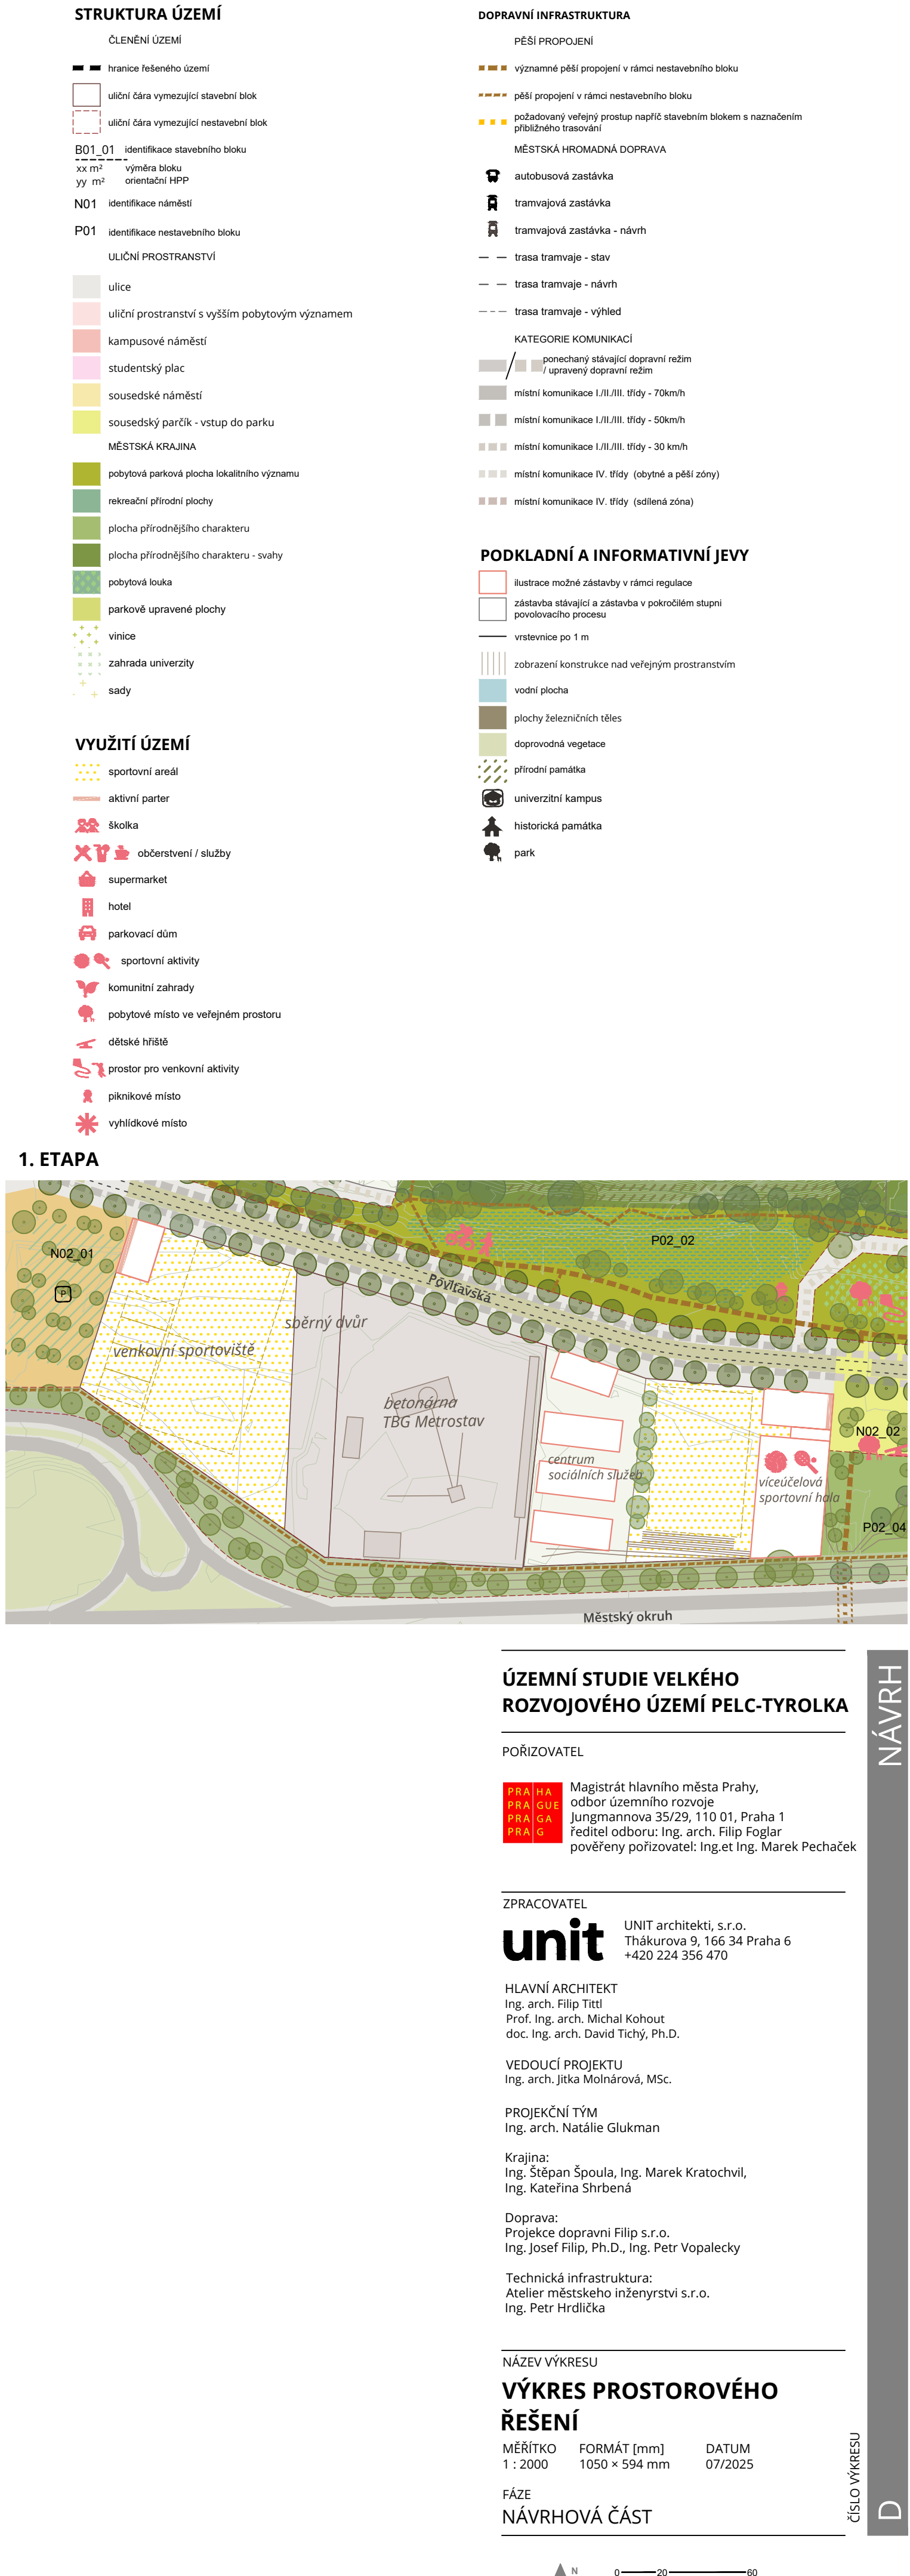 STRUKTURA ÚZEMÍ
ČLENĚNÍ ÚZEMÍ
hranice řešeného území
uliční čára vymezující stavební blok
uliční čára vymezující nestavební blok
B01_01 identifikace stavebního bloku
xx m² výměra bloku
yy m² orientační HPP
N01 identifikace náměstí
P01 identifikace nestavebního bloku
ULIČNÍ PROSTRANSTVÍ
ulice
uliční prostranství s vyšším pobytovým významem
kampusové náměstí
studentský plac
sousedské náměstí
sousedský parčík - vstup do parku
MĚSTSKÁ KRAJINA
pobytová parková plocha lokalitního významu
rekreační přírodní plochy
plocha přírodnějšího charakteru
plocha přírodnějšího charakteru - svahy
pobytová louka
parkově upravené plochy
vinice
zahrada univerzity
sady
VYUŽITÍ ÚZEMÍ
sportovní areál
aktivní parter
školka
občerstvení / služby
supermarket
hotel
parkovací dům
sportovní aktivity
komunitní zahrady
pobytové místo ve veřejném prostoru
dětské hřiště
prostor pro venkovní aktivity
piknikové místo
vyhlídkové místo
DOPRAVNÍ INFRASTRUKTURA
PĚŠÍ PROPOJENÍ
významné pěší propojení v rámci nestavebního bloku
pěší propojení v rámci nestavebního bloku
požadovaný veřejný prostup napříč stavebním blokem s naznačením
přibližného trasování
MĚSTSKÁ HROMADNÁ DOPRAVA
autobusová zastávka
tramvajová zastávka
tramvajová zastávka - návrh
trasa tramvaje - stav
trasa tramvaje - návrh
trasa tramvaje - výhled
KATEGORIE KOMUNIKACÍ
ponechaný stávající dopravní režim
/ upravený dopravní režim
místní komunikace I./II./III. třídy - 70km/h
místní komunikace I./II./III. třídy - 50km/h
místní komunikace I./II./III. třídy - 30 km/h
místní komunikace IV. třídy (obytné a pěší zóny)
místní komunikace IV. třídy (sdílená zóna)
PODKLADNÍ A INFORMATIVNÍ JEVY
ilustrace možné zástavby v rámci regulace
zástavba stávající a zástavba v pokročilém stupni
povolovacího procesu
vrstevnice po 1 m
zobrazení konstrukce nad veřejným prostranstvím
vodní plocha
plochy železničních těles
doprovodná vegetace
přírodní památka
univerzitní kampus
historická památka
park
1. ETAPA
N02_01
P
P02_02
Povltavská
sběrný dvůr
venkovní sportoviště
betonárna
TBG Metrostav
centrum
sociálních služeb
víceúčelová
sportovní hala
N02_02
P02_04
Městský okruh
ÚZEMNÍ STUDIE VELKÉHO
ROZVOJOVÉHO ÚZEMÍ PELC-TYROLKA
NÁVRH
POŘIZOVATEL
PRA HA
PRA GUE
PRA GA
PRA G
Magistrát hlavního města Prahy,
odbor územního rozvoje
Jungmannova 35/29, 110 01, Praha 1
ředitel odboru: Ing. arch. Filip Foglar
pověřeny pořizovatel: Ing.et Ing. Marek Pechaček
ZPRACOVATEL
unit
UNIT architekti, s.r.o.
Thákurova 9, 166 34 Praha 6
+420 224 356 470
HLAVNÍ ARCHITEKT
Ing. arch. Filip Tittl
Prof. Ing. arch. Michal Kohout
doc. Ing. arch. David Tichý, Ph.D.
VEDOUCÍ PROJEKTU
Ing. arch. Jitka Molnárová, MSc.
PROJEKČNÍ TÝM
Ing. arch. Natálie Glukman
Krajina:
Ing. Štěpan Špoula, Ing. Marek Kratochvil,
Ing. Kateřina Shrbená
Doprava:
Projekce dopravni Filip s.r.o.
Ing. Josef Filip, Ph.D., Ing. Petr Vopalecky
Technická infrastruktura:
Atelier městskeho inženyrstvi s.r.o.
Ing. Petr Hrdlička
NÁZEV VÝKRESU
VÝKRES PROSTOROVÉHO
ŘEŠENÍ
MĚŘÍTKO FORMÁT [mm] DATUM
1 : 2000 1050 × 594 mm 07/2025
FÁZE
NÁVRHOVÁ ČÁST
ČÍSLO VÝKRESU
D
N
0 20 60